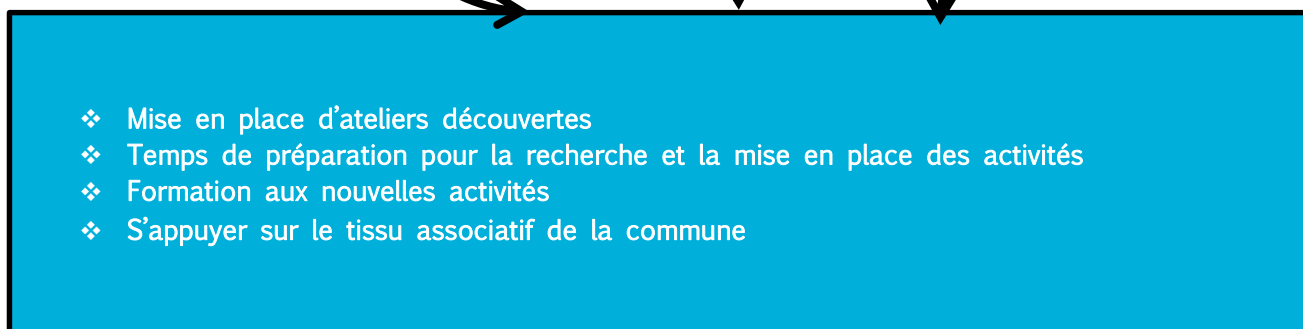 ❖ Mise en place d’ateliers découvertes
❖ Temps de préparation pour la recherche et la mise en place des activités
❖ Formation aux nouvelles activités
❖ S’appuyer sur le tissu associatif de la commune